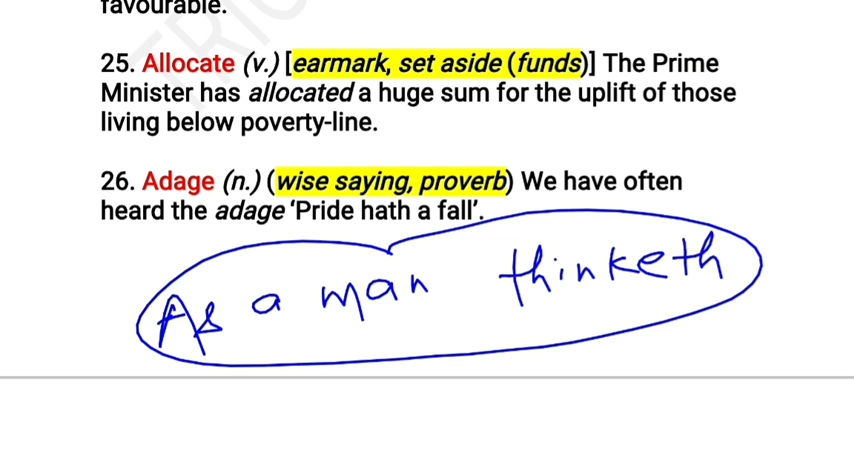 favourable.
25. Allocate (v.) [earmark, set aside (funds)] The Prime
Minister has allocated a huge sum for the uplift of those
living below poverty-line.
26. Adage (n.) (wise saying, proverb) We have often
heard the adage ‘Pride hath a fall’.
As a man thinketh